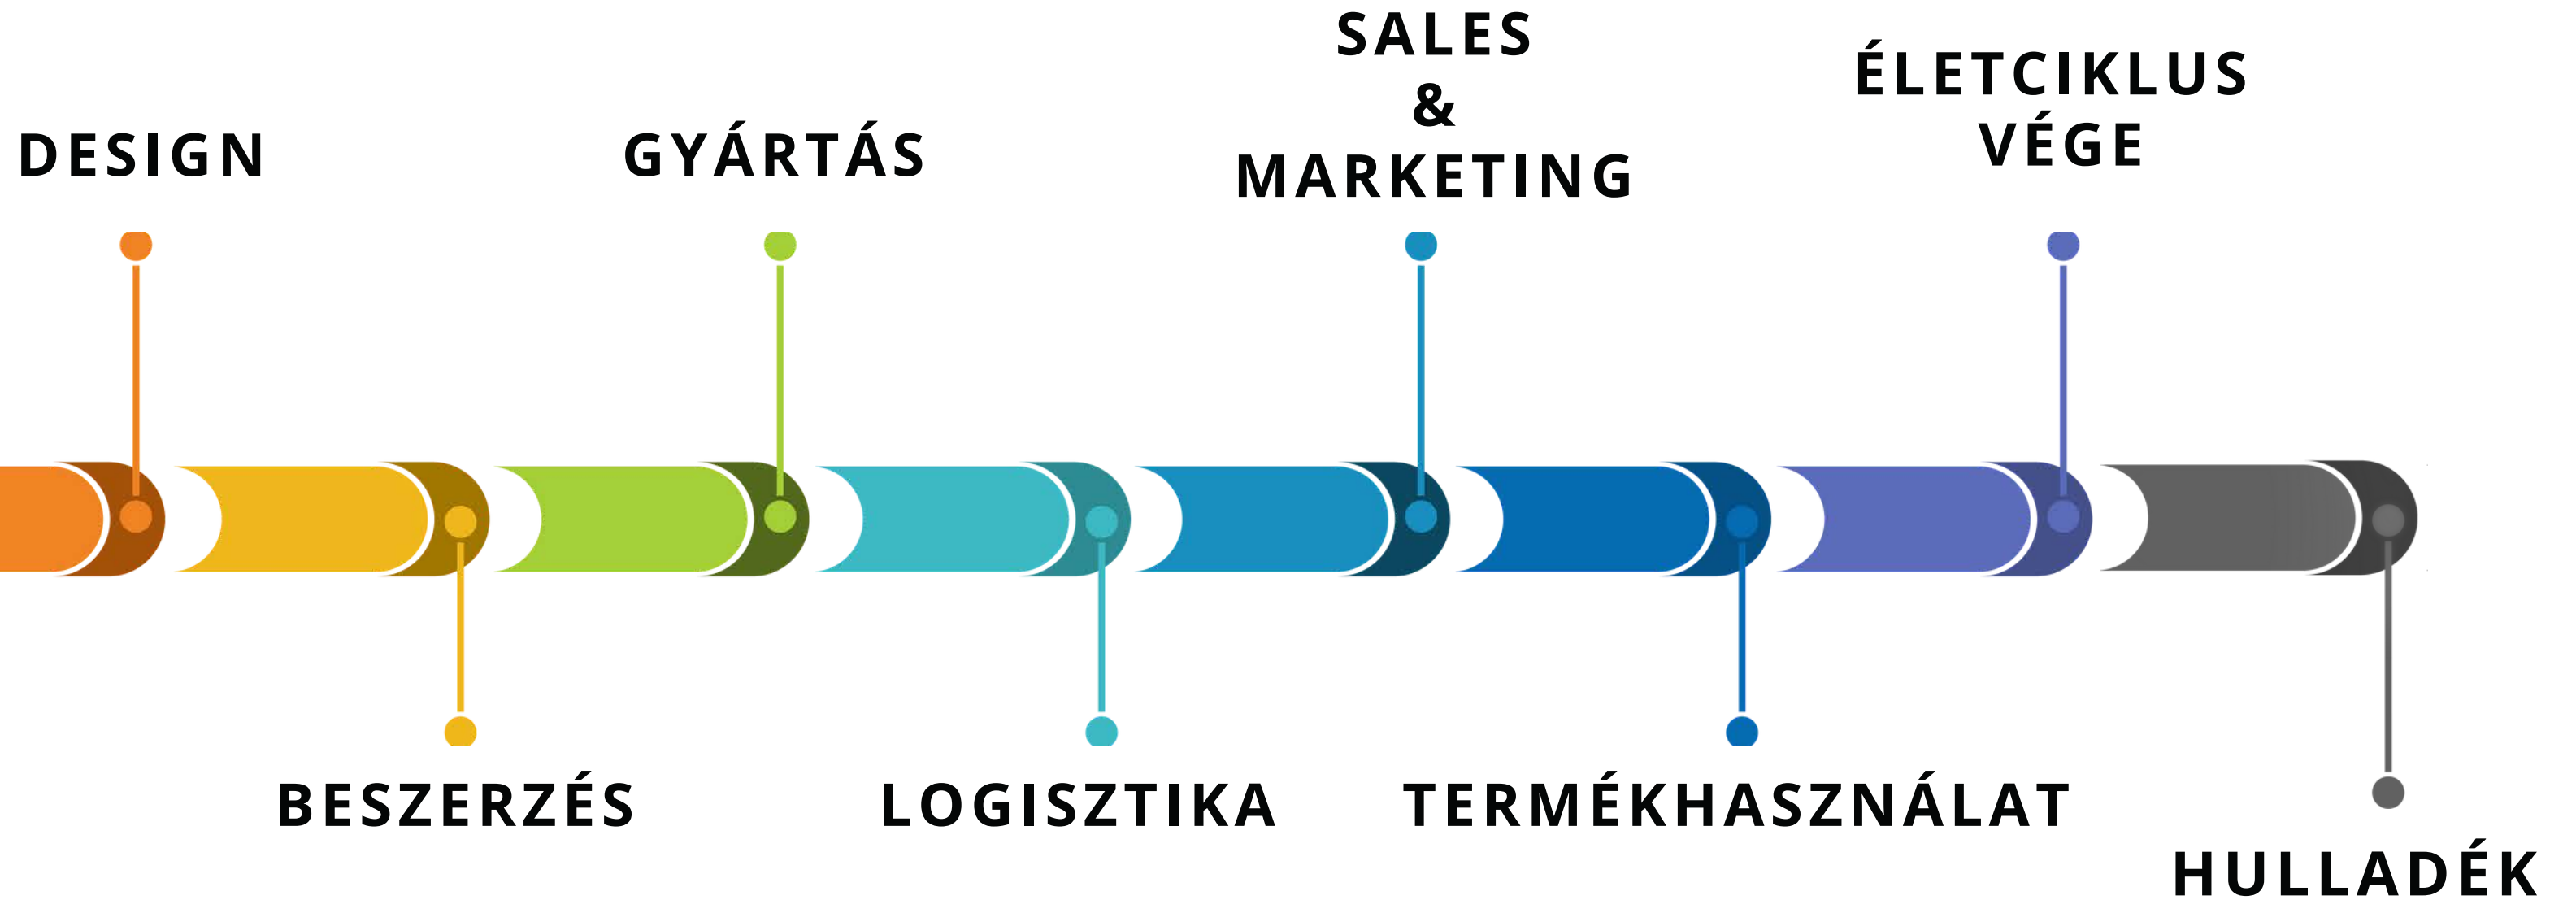 DESIGN
BESZERZÉS
GYÁRTÁS
LOGISZTIKA
SALES
&
MARKETING
TERMÉKHASZNÁLAT
ÉLETCIKLUS
VÉGE
HULLADÉK